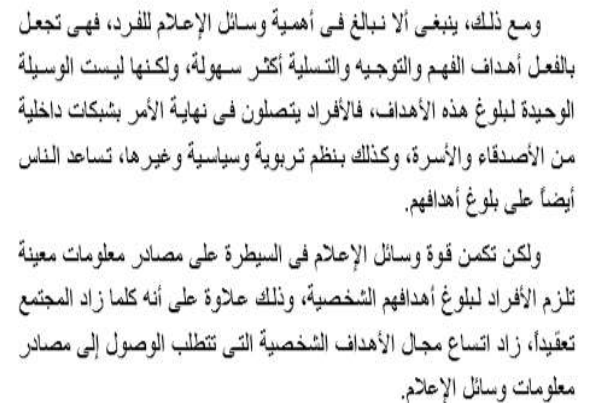 ومع ذلك، ينبغى ألا نبالغ فى أهمية وسائل الإعلام للفرد، فهى تجعل
بالفعل أهداف الفهم والتوجيه والتسلية أكثر سهولة، ولكنها ليست الوسيلة
الوحيدة لبلوغ هذه الأهداف، فالأفراد يتصلون فى نهاية الأمر بشبكات داخلية
من الأصدقاء والأسرة، وكذلك بنظم تربوية وسياسية وغيرها، تساعد الناس
أيضاً على بلوغ أهدافهم.
ولكن تكمن قوة وسائل الإعلام فى السيطرة على مصادر معلومات معينة
تلزم الأفراد لبلوغ أهدافهم الشخصية، وذلك علاوة على أنه كلما زاد المجتمع
تعقيداً، زاد اتساع مجال الأهداف الشخصية التى تتطلب الوصول إلى مصادر
معلومات وسائل الإعلام.